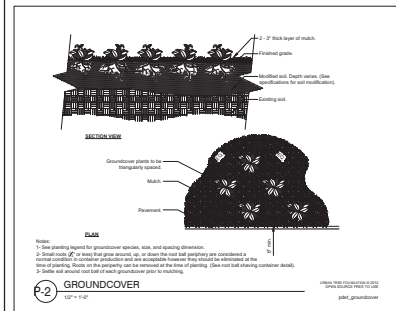 2 - 3" thick layer of mulch.
Finished grade.
Modified soil. Depth varies. (See
specifications for soil modification).
Existing soil.
SECTION VIEW
Groundcover plants to be
triangularly spaced.
Mulch
Pavement
6" min.
PLAN
Notes:
1- See planting legend for groundcover species, size, and spacing dimension.
2- Small roots (1/4" or less) that grow around, up, or down the root ball periphery are considered a
normal condition in container production and are acceptable however they should be eliminated at the
time of planting. Roots on the periphery can be removed at the time of planting. (See root ball shaving container detail).
3- Settle soil around root ball of each groundcover prior to mulching.
P-2
GROUNDCOVER
1/2" = 1'-0"
URBAN TREE FOUNDATION © 2014
OPEN SOURCE FREE TO USE
pdet_groundcover